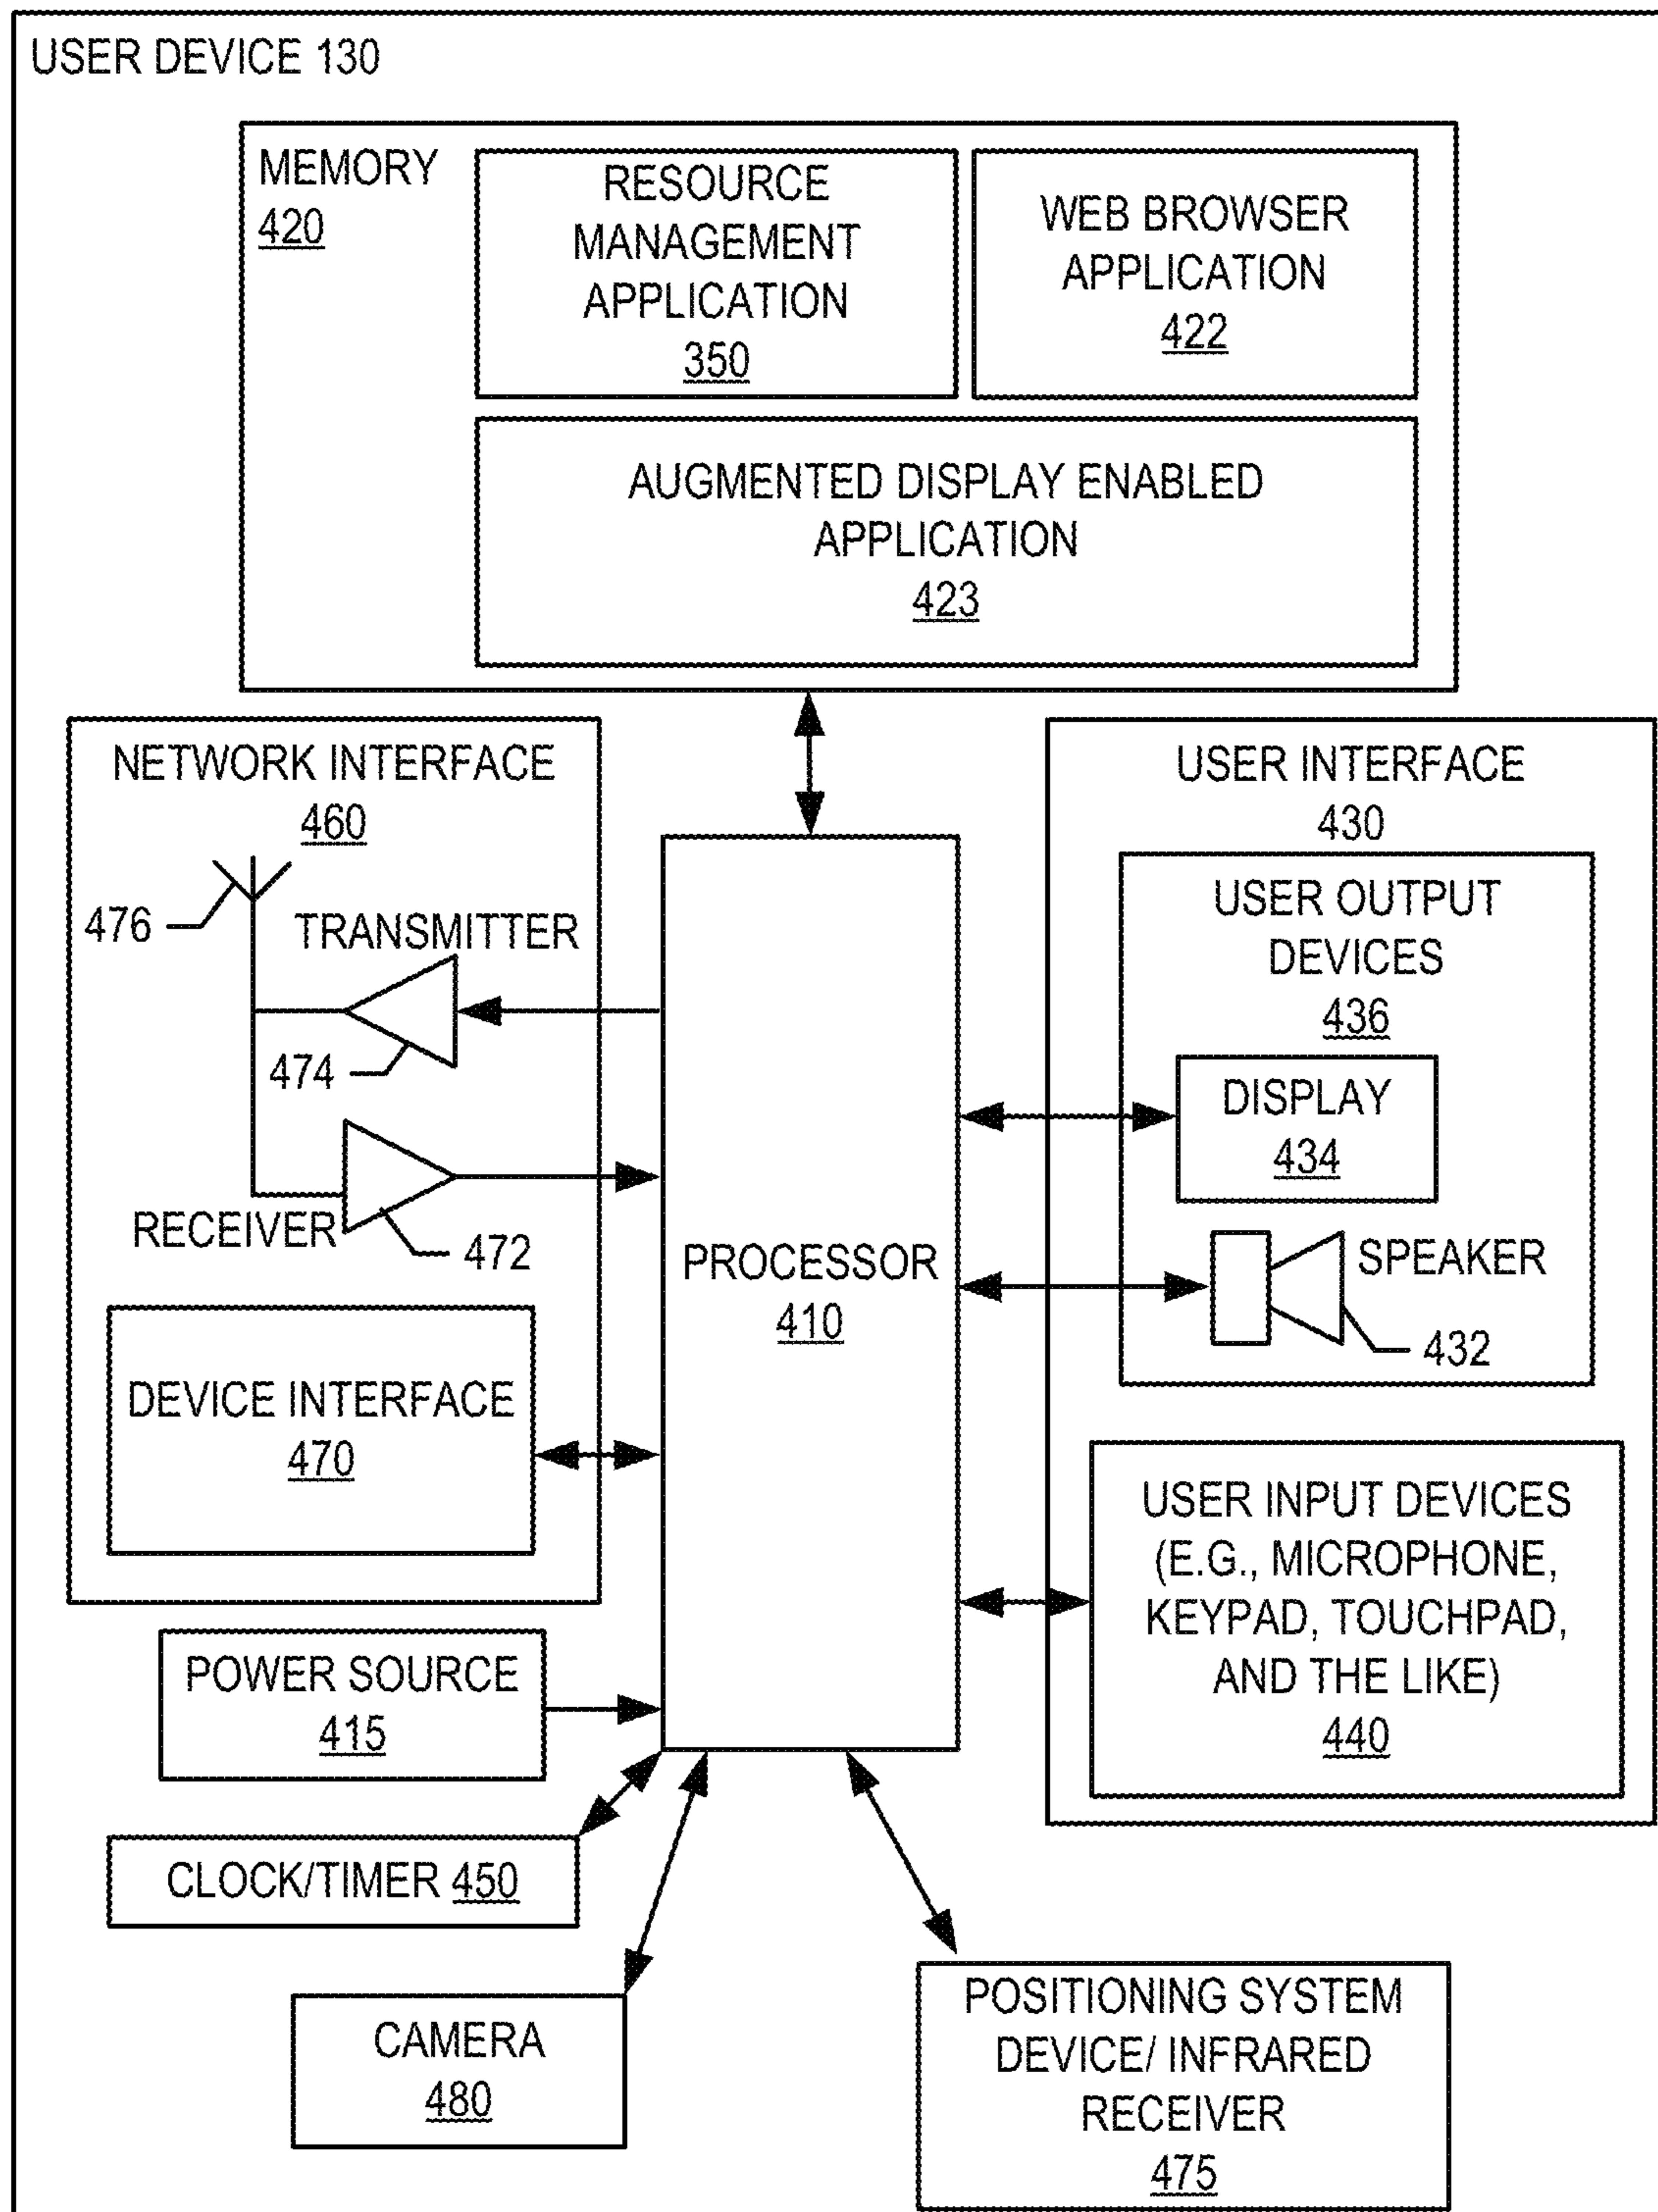 USER DEVICE 130
MEMORY
420
RESOURCE
MANAGEMENT
APPLICATION
350
WEB BROWSER
APPLICATION
422
AUGMENTED DISPLAY ENABLED
APPLICATION
423
NETWORK INTERFACE
460
476
TRANSMITTER
474
RECEIVER
472
DEVICE INTERFACE
470
POWER SOURCE
415
CLOCK/TIMER 450
CAMERA
480
PROCESSOR
410
USER INTERFACE
430
USER OUTPUT
DEVICES
436
DISPLAY
434
SPEAKER
432
USER INPUT DEVICES
(E.G., MICROPHONE,
KEYPAD, TOUCHPAD,
AND THE LIKE)
440
POSITIONING SYSTEM
DEVICE/ INFRARED
RECEIVER
475